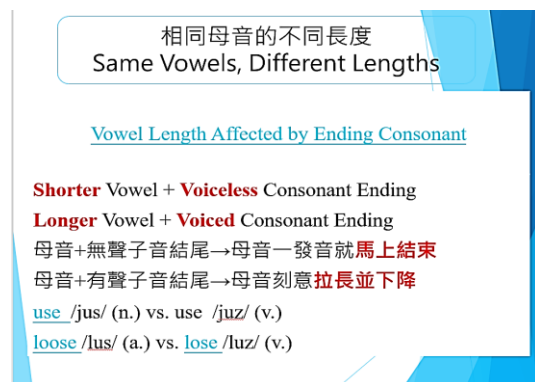 相同母音的不同長度
Same Vowels, Different Lengths
Vowel Length Affected by Ending Consonant
Shorter Vowel + Voiceless Consonant Ending
Longer Vowel + Voiced Consonant Ending
母音+無聲子音結尾→母音一發音就馬上結束
母音+有聲子音結尾→母音刻意拉長並下降
use /jus/ (n.) vs. use /juz/ (v.)
loose /lus/ (a.) vs. lose /luz/ (v.)